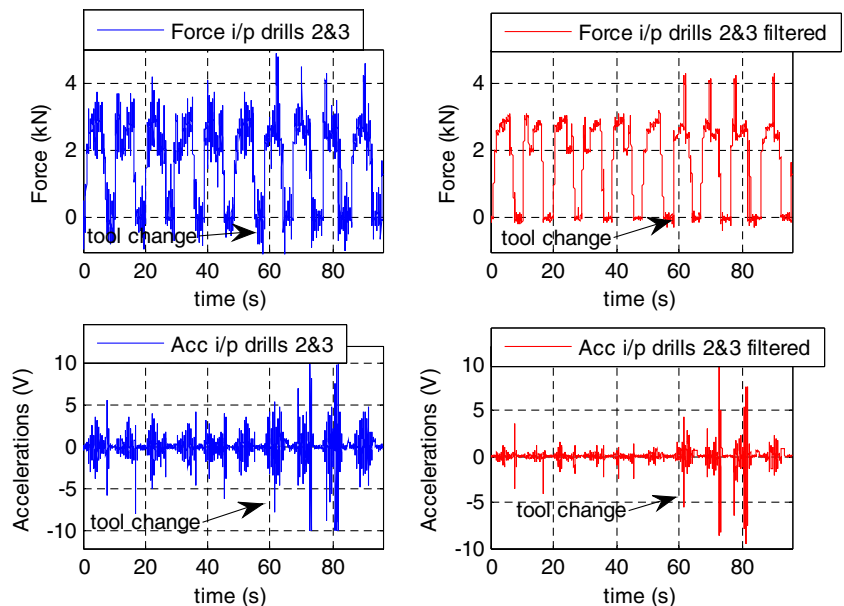 Force i/p drills 2&3
4
2
0
Force (kN)
tool change
0 20 40 60 80
time (s)
Force i/p drills 2&3 filtered
4
2
0
Force (kN)
tool change
0 20 40 60 80
time (s)
Acc i/p drills 2&3
10
5
0
-5
-10
Accelerations (V)
tool change
0 20 40 60 80
time (s)
Acc i/p drills 2&3 filtered
10
5
0
-5
-10
Accelerations (V)
tool change
0 20 40 60 80
time (s)